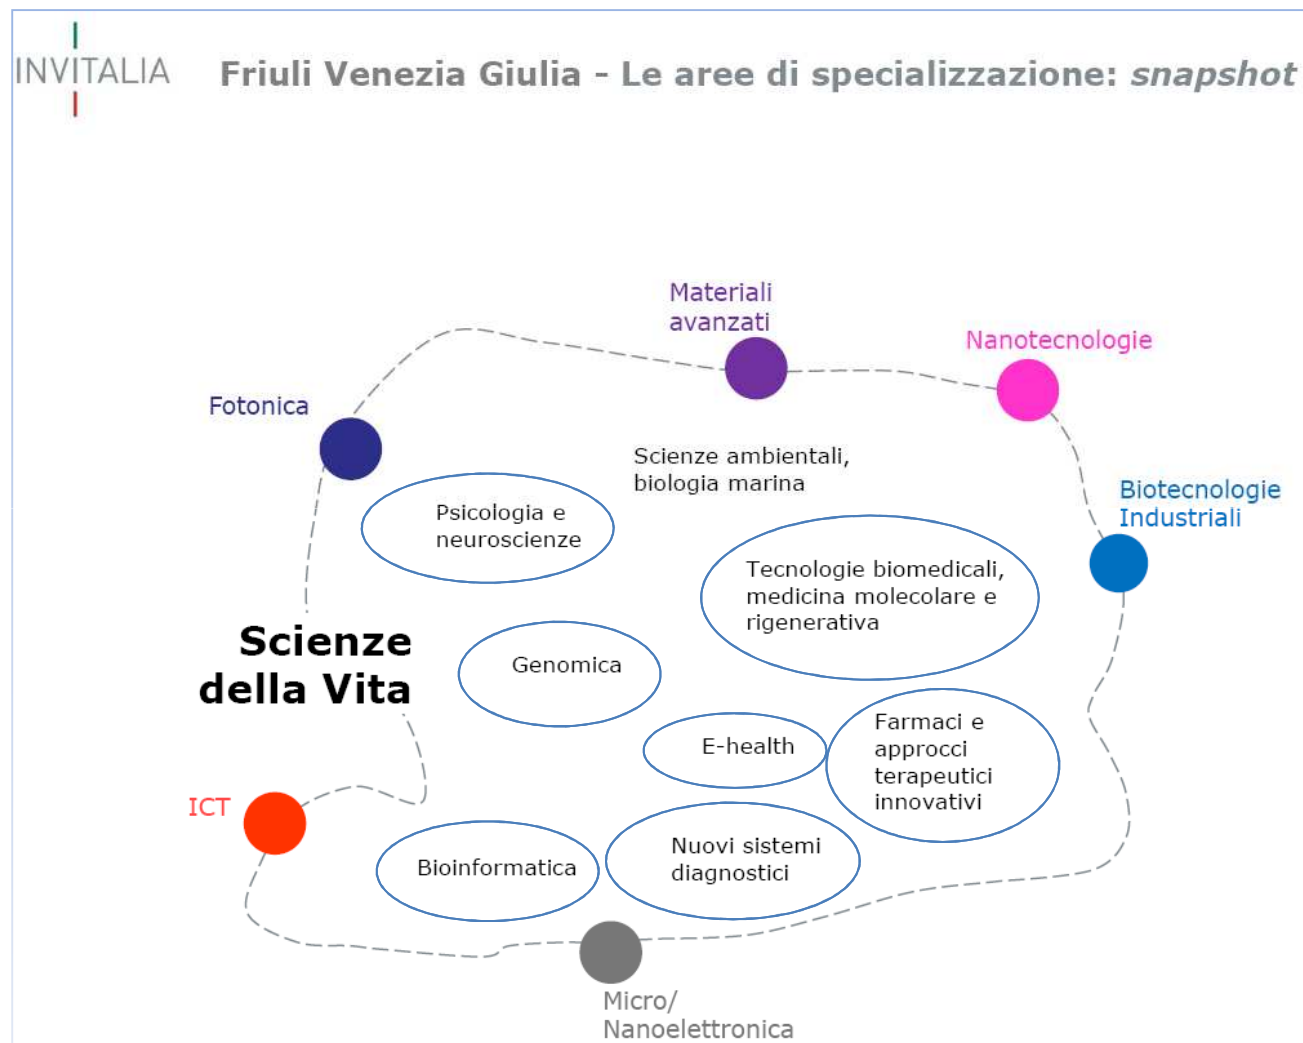 INVITALIA
Friuli Venezia Giulia - Le aree di specializzazione: snapshot
Materiali
avanzati
Nanotecnologie
Fotonica
Scienze ambientali,
biologia marina
Biotecnologie
Industriali
Psicologia e
neuroscienze
Tecnologie biomedicali,
medicina molecolare e
rigenerativa
Scienze
della Vita
Genomica
E-health
Farmaci e
approcci
terapeutici
innovativi
ICT
Bioinformatica
Nuovi sistemi
diagnostici
Micro/
Nanoelettronica